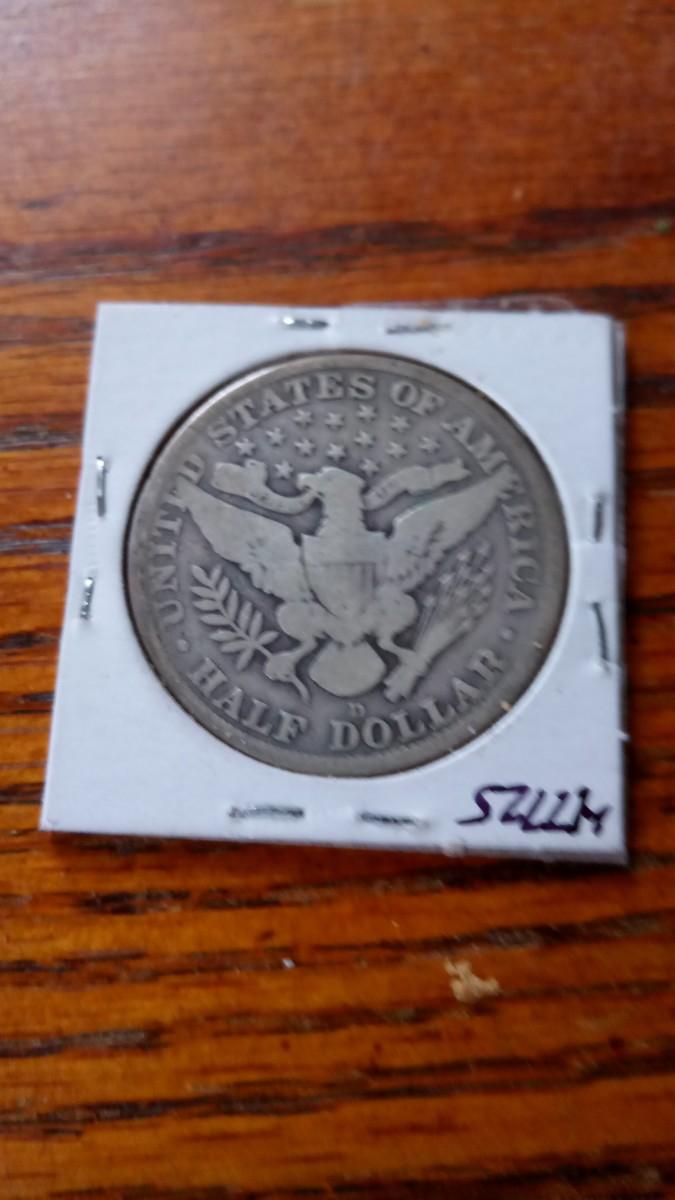 UNITED STATES OF AMERICA
D
HALF DOLLAR